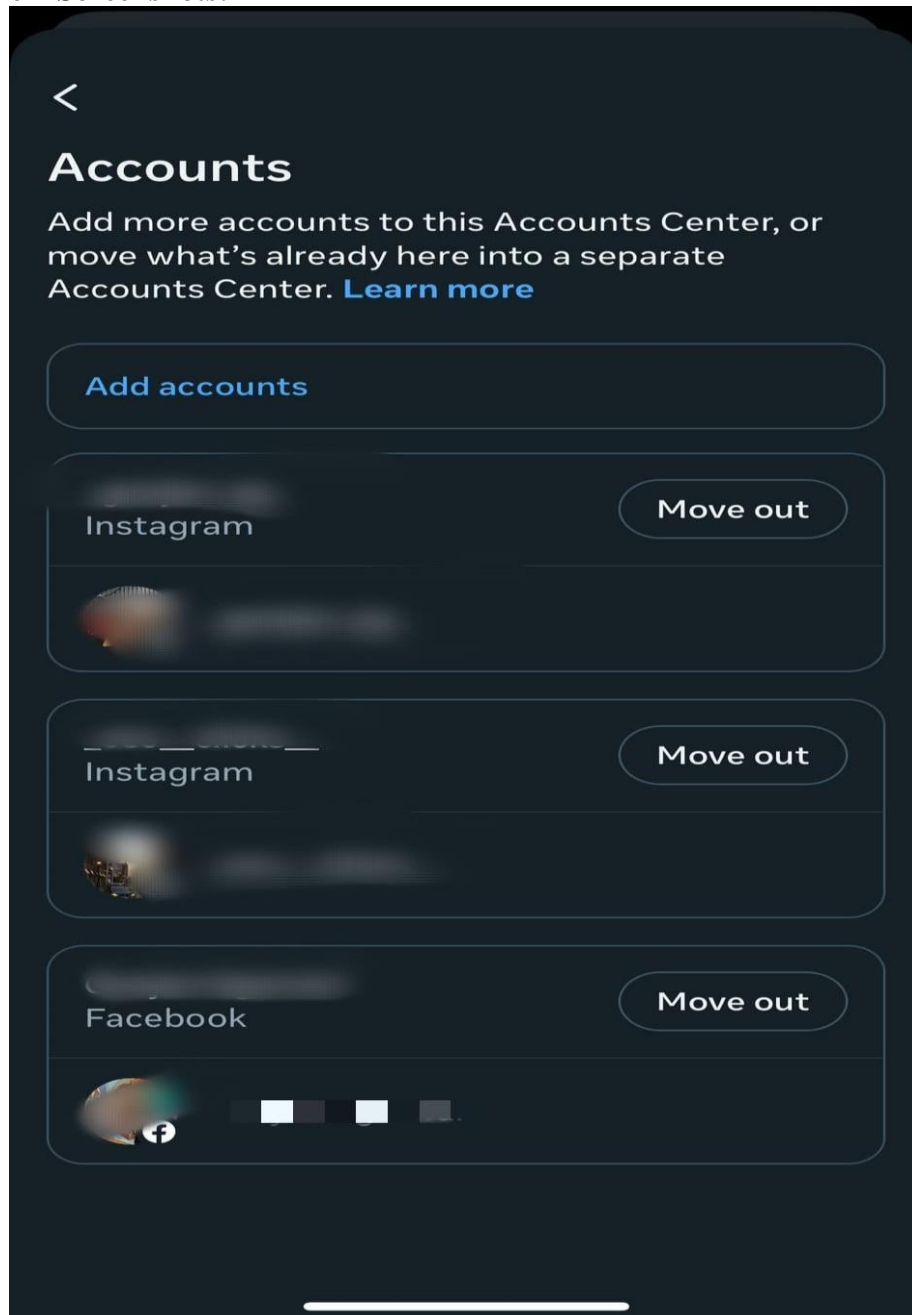 Accounts
Add more accounts to this Accounts Center, or
move what's already here into a separate
Accounts Center. Learn more
Add accounts
Instagram
Move out
Instagram
Move out
Facebook
Move out